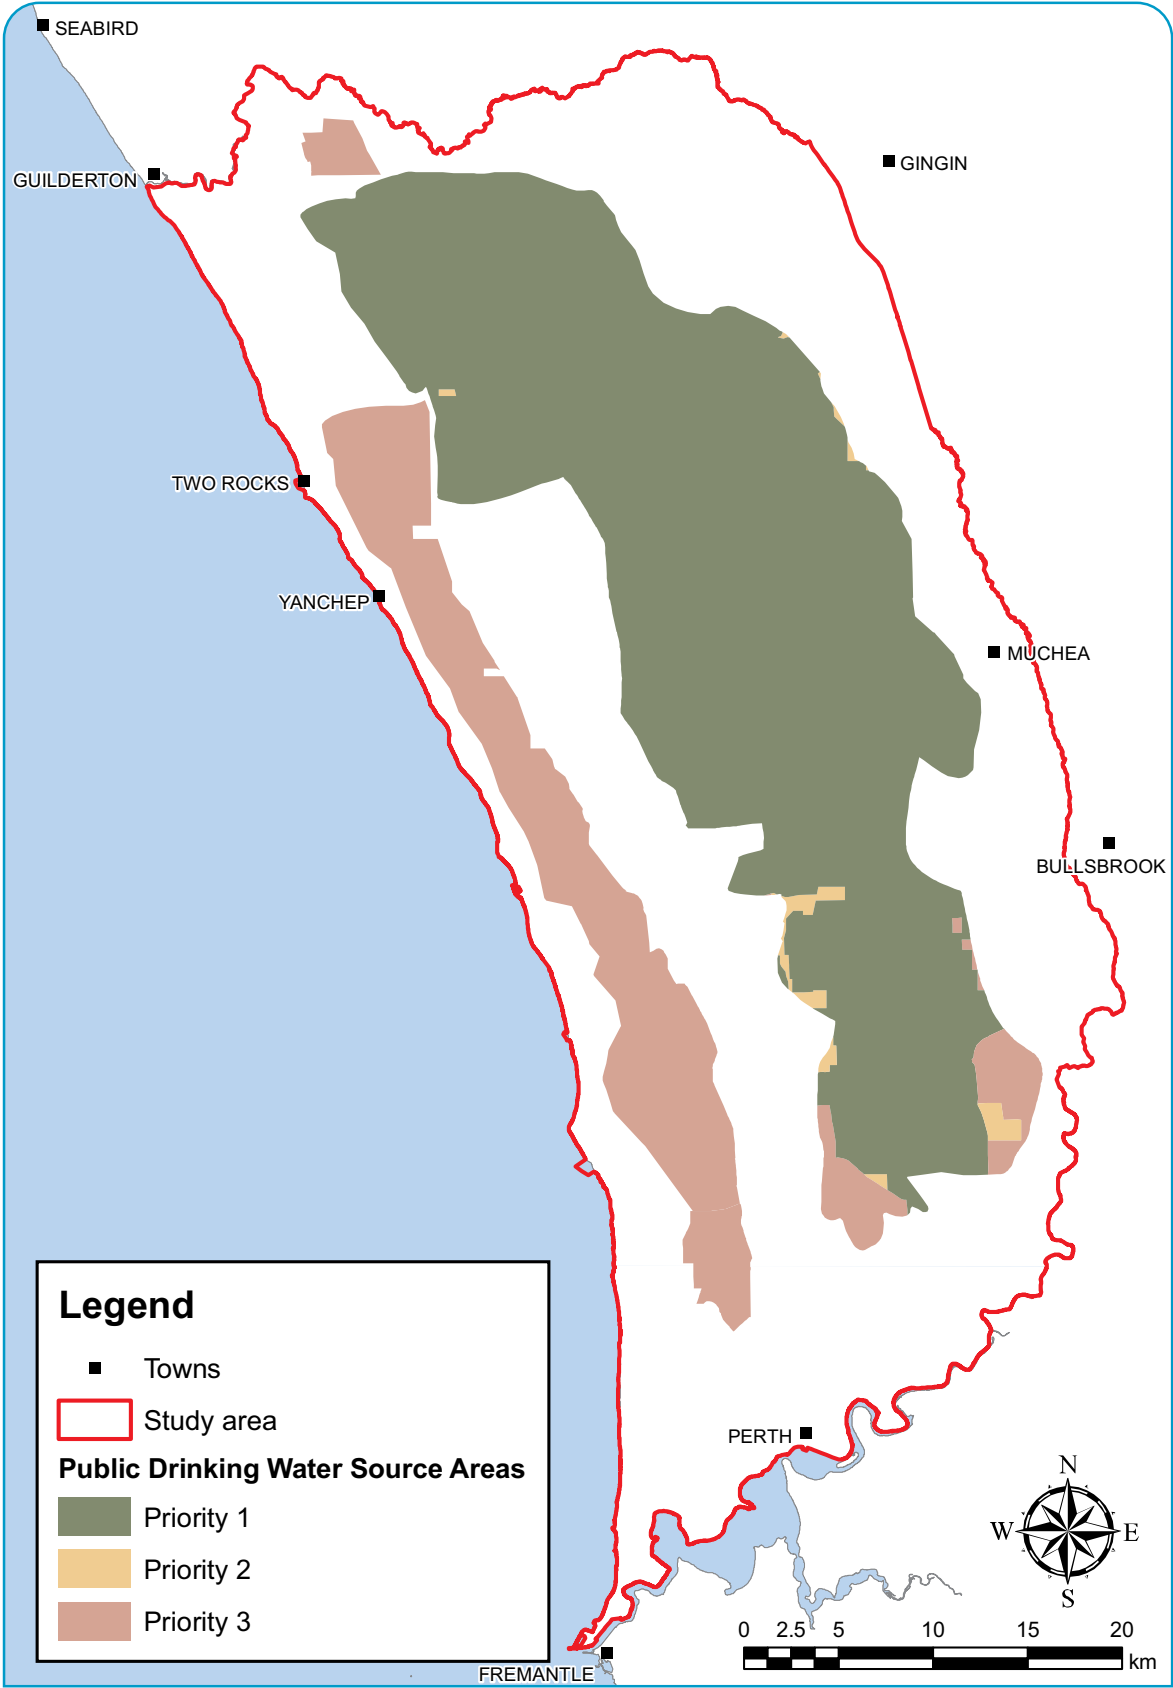 SEABIRD
GINGIN
GUILDERTON
TWO ROCKS
YANCHEP
MUCHEA
BULLSBROOK
Legend
Towns
Study area
Public Drinking Water Source Areas
Priority 1
Priority 2
Priority 3
PERTH
FREMANTLE
N
W E
S
0 2.5 5 10 15 20
km